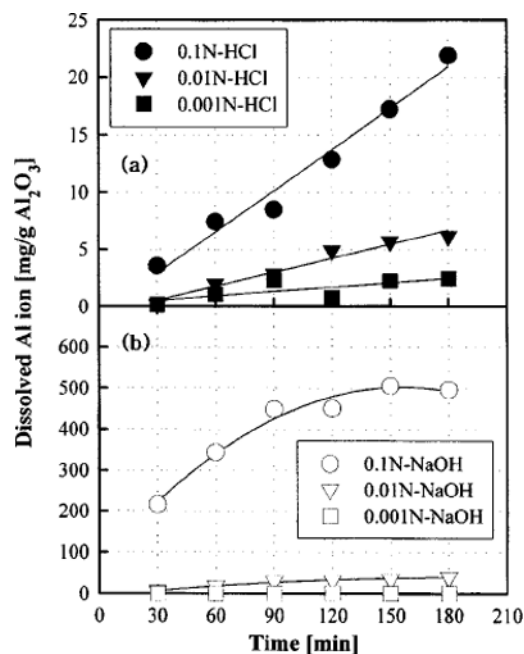 25
20
15
10
5
0
0.1N-HCl
0.01N-HCl
0.001N-HCl
(a)
Dissolved Al ion [mg/g Al₂O₃]
600
500
400
300
200
100
0
(b)
0.1N-NaOH
0.01N-NaOH
0.001N-NaOH
0 30 60 90 120 150 180 210
Time [min]